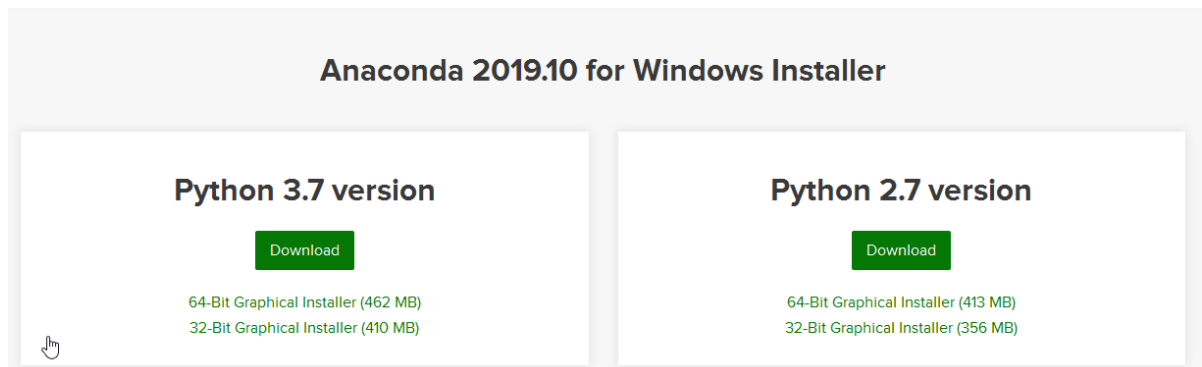 Anaconda 2019.10 for Windows Installer
Python 3.7 version
Download
64-Bit Graphical Installer (462 MB)
32-Bit Graphical Installer (410 MB)
Python 2.7 version
Download
64-Bit Graphical Installer (413 MB)
32-Bit Graphical Installer (356 MB)